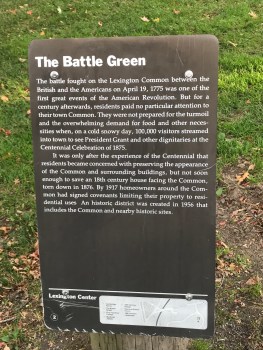 The Battle Green
The battle fought on the Lexington Common between the
British and the Americans on April 19, 1775 was one of the
first great events of the American Revolution. But for a
century afterwards, residents paid no particular attention to
their town Common. They were not prepared for the turmoil
and the overwhelming demand for food and other neces-
sities when, on a cold snowy day, 100,000 visitors streamed
into town to see President Grant and other dignitaries at the
Centennial Celebration of 1875.
It was only after the experience of the Centennial that
residents became concerned with preserving the appearance
of the Common and surrounding buildings, but not soon
enough to save an 18th century house facing the Common,
torn down in 1876. By 1917 homeowners around the Com-
mon had signed covenants limiting their property to resi-
dential uses. An historic district was created in 1956 that
includes the Common and nearby historic sites.
Lexington Center